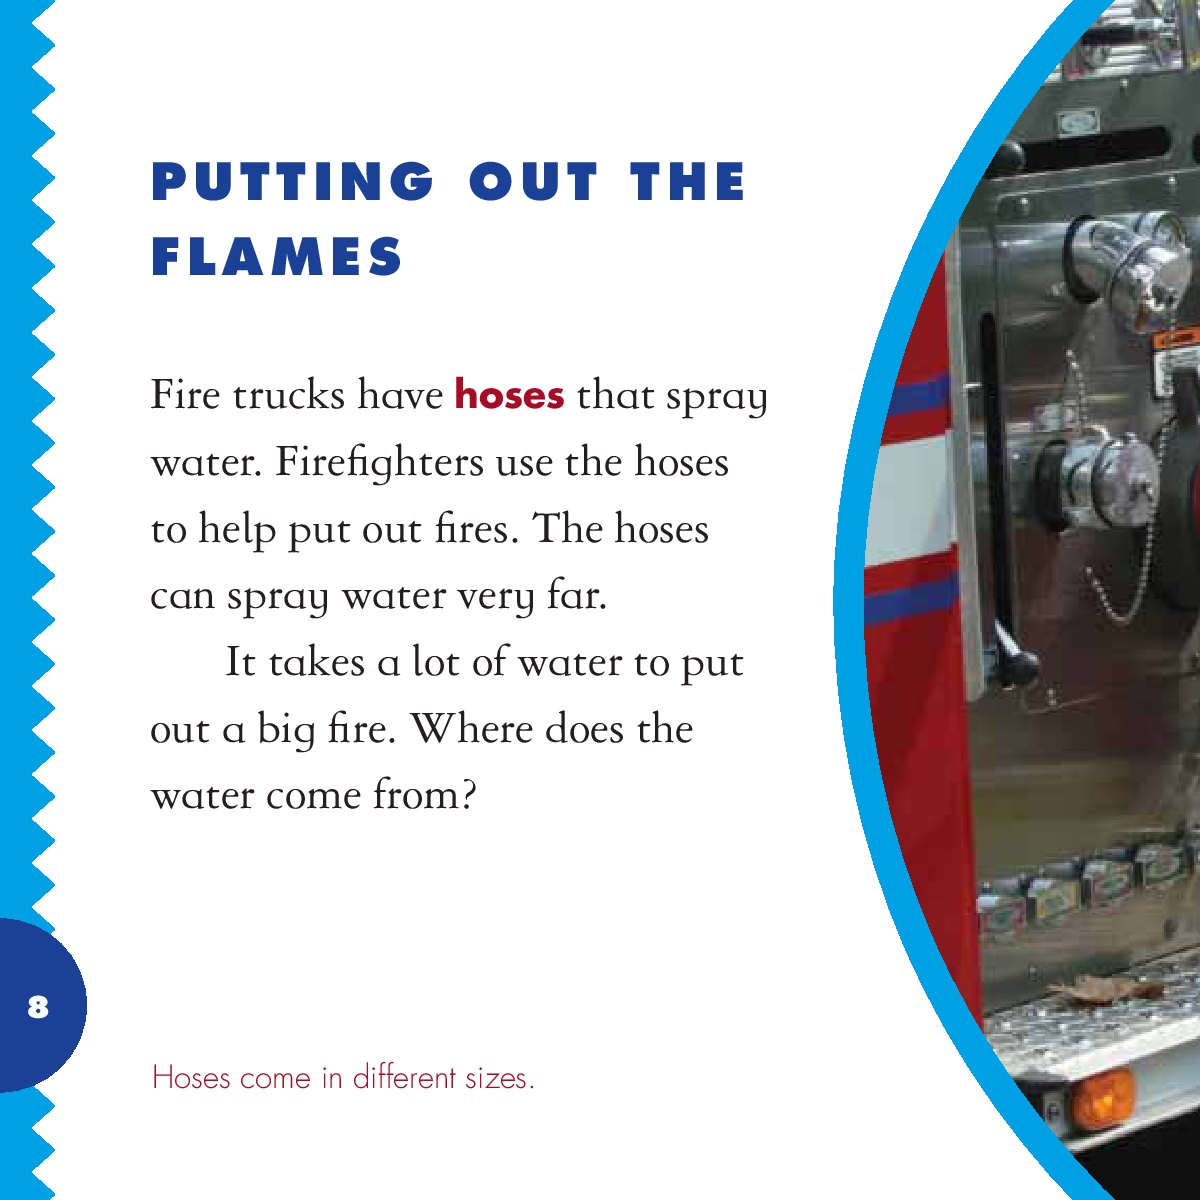 PUTTING OUT THE
FLAMES
Fire trucks have hoses that spray
water. Firefighters use the hoses
to help put out fires. The hoses
can spray water very far.
It takes a lot of water to put
out a big fire. Where does the
water come from?
8
Hoses come in different sizes.